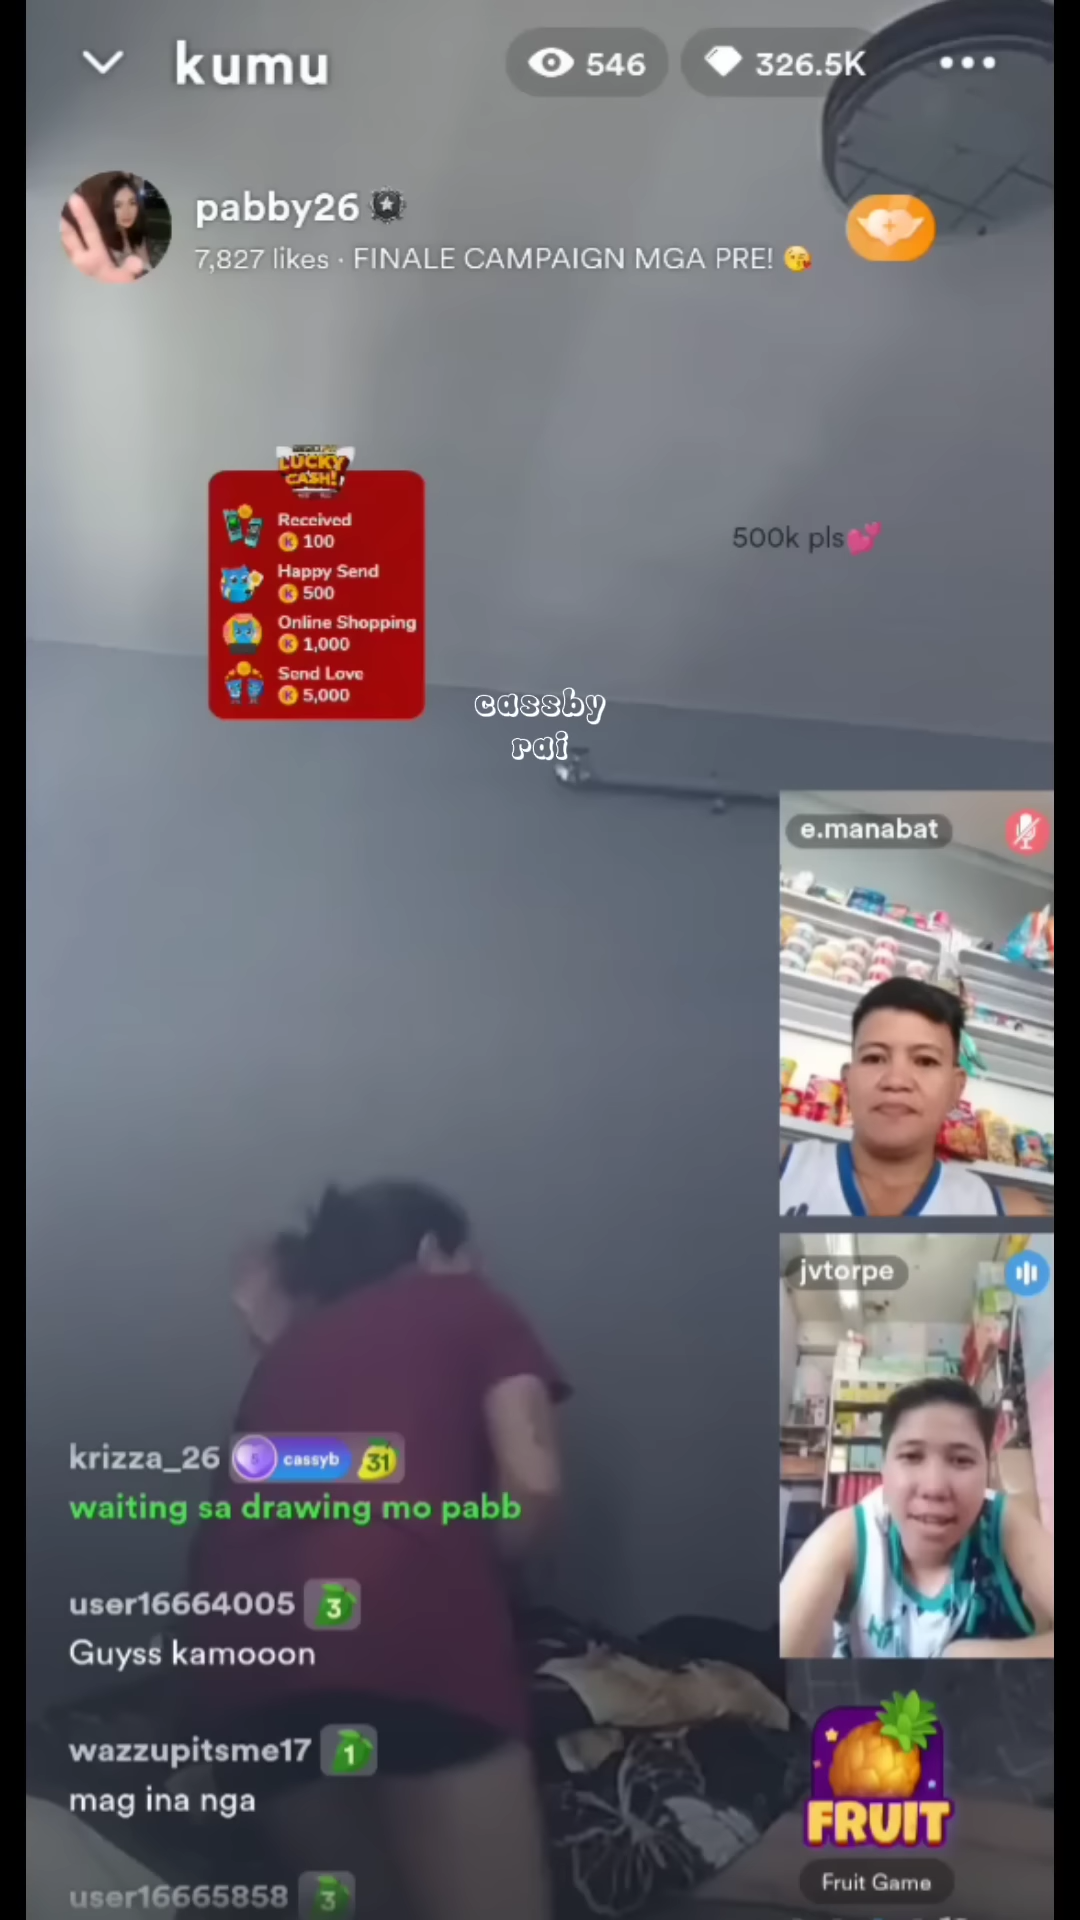 kumu
546
326.5K
pabby26
7,827 likes · FINALE CAMPAIGN MGA PRE! 😘
LUCKY
CASH!
Received
K 100
Happy Send
K 500
Online Shopping
K 1,000
Send Love
K 5,000
500k pls💕
cassby
rai
e.manabat
jvtorpe
krizza_26 5 cassyb 31
waiting sa drawing mo pabb
user16664005 3
Guyss kamooon
wazzupitsme17 1
mag ina nga
user16665858 3
FRUIT
Fruit Game